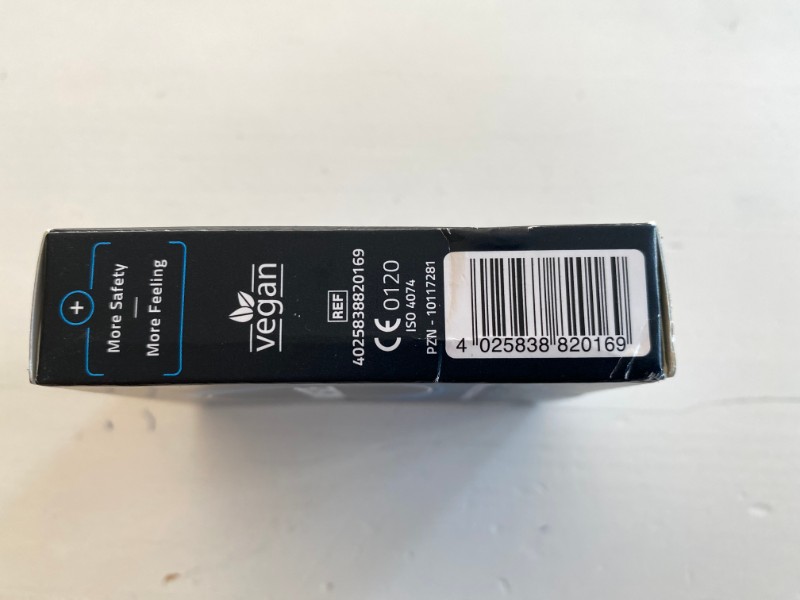 +
More Safety
More Feeling
vegan
REF
4025838820169
CE 0120
ISO 4074
PZN - 10117281
4 025838 820169